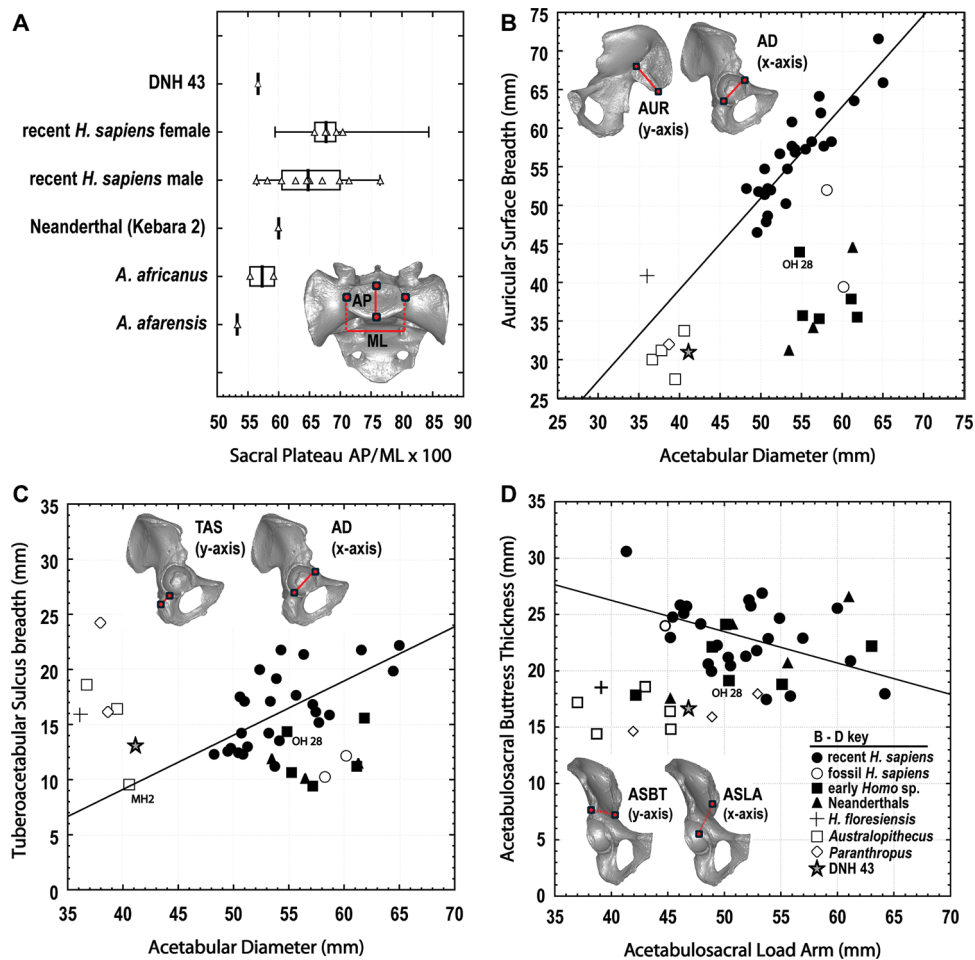 A
DNH 43
recent H. sapiens female
recent H. sapiens male
Neanderthal (Kebara 2)
A. africanus
A. afarensis
AP
ML
50 55 60 65 70 75 80 85 90
Sacral Plateau AP/ML x 100
B
Auricular Surface Breadth (mm)
75
70
65
60
55
50
45
40
35
30
25
AUR
(y-axis)
AD
(x-axis)
OH 28
25 30 35 40 45 50 55 60 65 70 75
Acetabular Diameter (mm)
C
Tuberoacetabular Sulcus breadth (mm)
35
30
25
20
15
10
5
0
TAS
(y-axis)
AD
(x-axis)
OH 28
MH2
35 40 45 50 55 60 65 70
Acetabular Diameter (mm)
D
Acetabulosacral Buttress Thickness (mm)
35
30
25
20
15
10
5
0
OH 28
ASBT
(y-axis)
ASLA
(x-axis)
B - D key
recent H. sapiens
fossil H. sapiens
early Homo sp.
Neanderthals
H. floresiensis
Australopithecus
Paranthropus
DNH 43
35 40 45 50 55 60 65 70
Acetabulosacral Load Arm (mm)